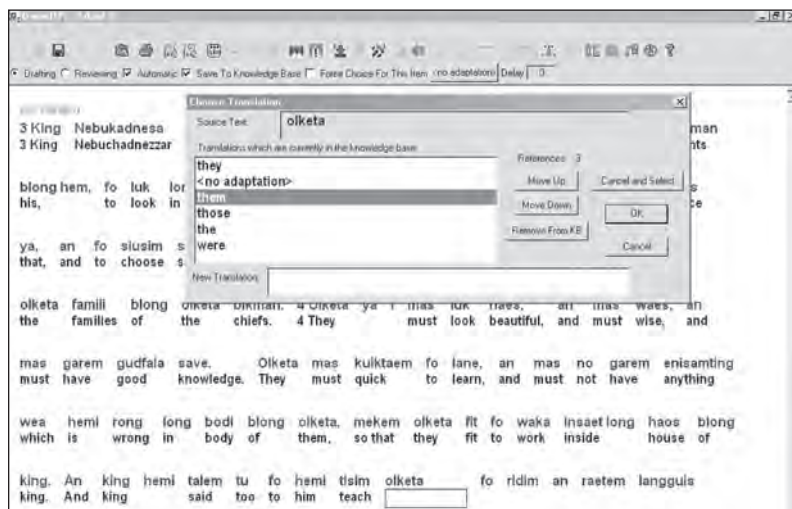 Drafting Reviewing Automatic Save To Knowledge Base Force Choice For This Item <no adaptation> Delay 0
Choose Translation
Source Text: olketa
Translations which are currently in the knowledge base:
they
<no adaptation>
them
those
the
were
References: 3
Move Up Cancel and Select
Move Down OK
Remove From KB Cancel
New Translation:
3 King Nebukadnesa man
3 King Nebuchadnezzar
blong hem, fo luk
his, to look in
ya, an fo siusim s
that, and to choose s
olketa famili blong olketa bikman. 4 Olketa ya i mas luk naes, an mas waes, an
the families of the chiefs. 4 They must look beautiful, and must wise, and
mas garem gudfala save. Olketa mas kuiktaem fo lane, an mas no garem enisamting
must have good knowledge. They must quick to learn, and must not have anything
wea hemi rong long bodi blong olketa, mekem olketa fit fo waka insaet long haos blong
which is wrong in body of them, so that they fit to work inside house of
king. An king hemi talem tu fo hemi tisim olketa fo ridim an raetem langguis
king. And king said too to him teach